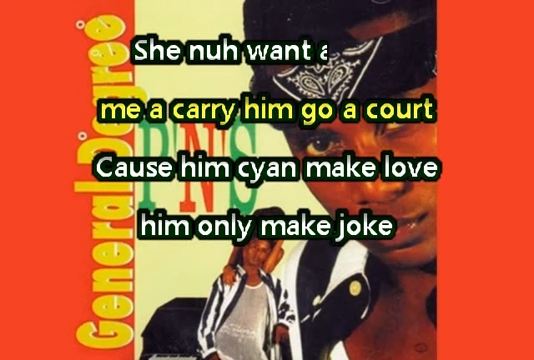 General Degree
P'N'S
She nuh want a
me a carry him go a court
Cause him cyan make love
him only make joke